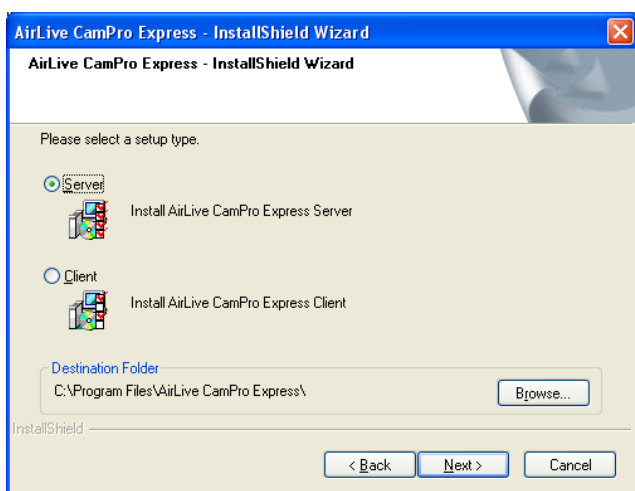 AirLive CamPro Express - InstallShield Wizard
AirLive CamPro Express - InstallShield Wizard
Please select a setup type.
Server
Install AirLive CamPro Express Server
Client
Install AirLive CamPro Express Client
Destination Folder
C:\Program Files\AirLive CamPro Express\
Browse...
InstallShield
< Back Next > Cancel